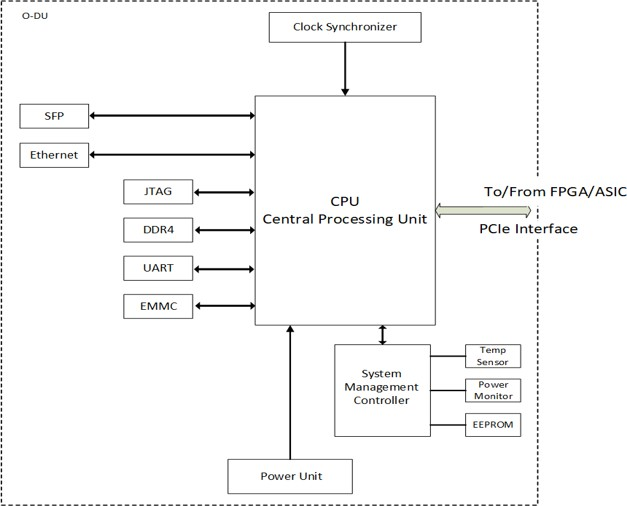 O-DU
Clock Synchronizer
SFP
Ethernet
JTAG
DDR4
UART
EMMC
CPU
Central Processing Unit
To/From FPGA/ASIC
PCIe Interface
System
Management
Controller
Temp
Sensor
Power
Monitor
EEPROM
Power Unit